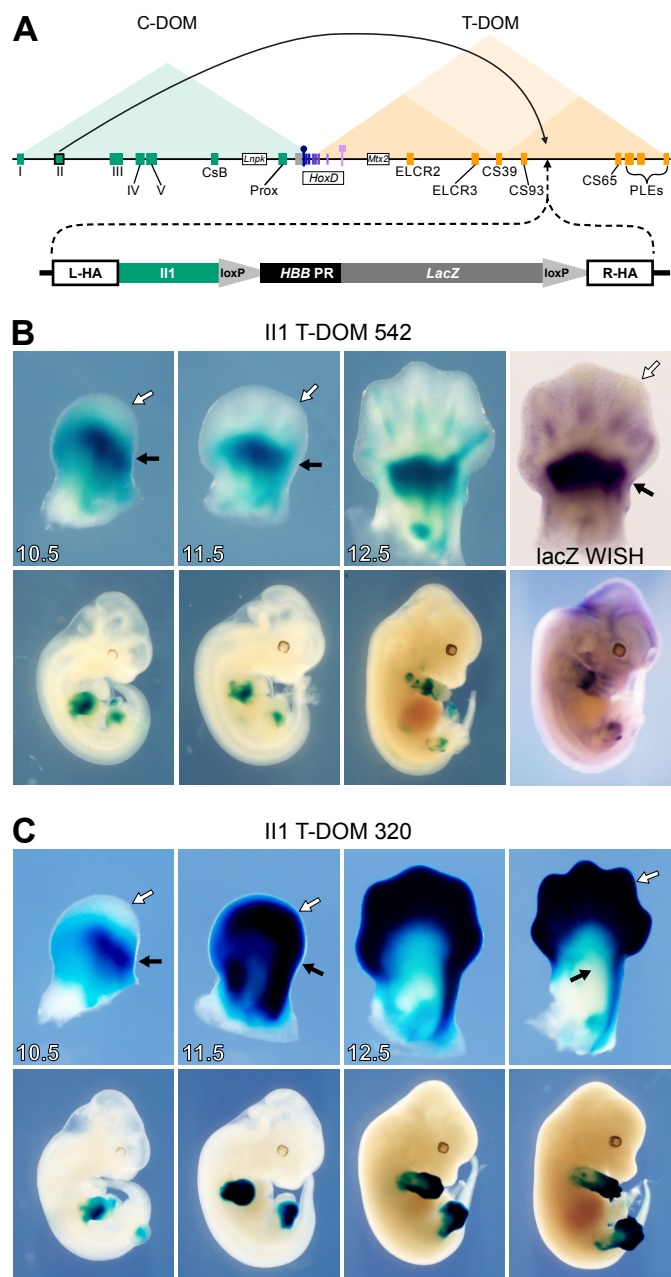 A
C-DOM T-DOM
I II III IV V CsB Lnpk Prox HoxD Mtx2 ELCR2 ELCR3 CS39 CS93 CS65 PLEs
L-HA II1 loxP HBB PR LacZ loxP R-HA
B
II1 T-DOM 542
10.5 11.5 12.5 lacZ WISH
C
II1 T-DOM 320
10.5 11.5 12.5